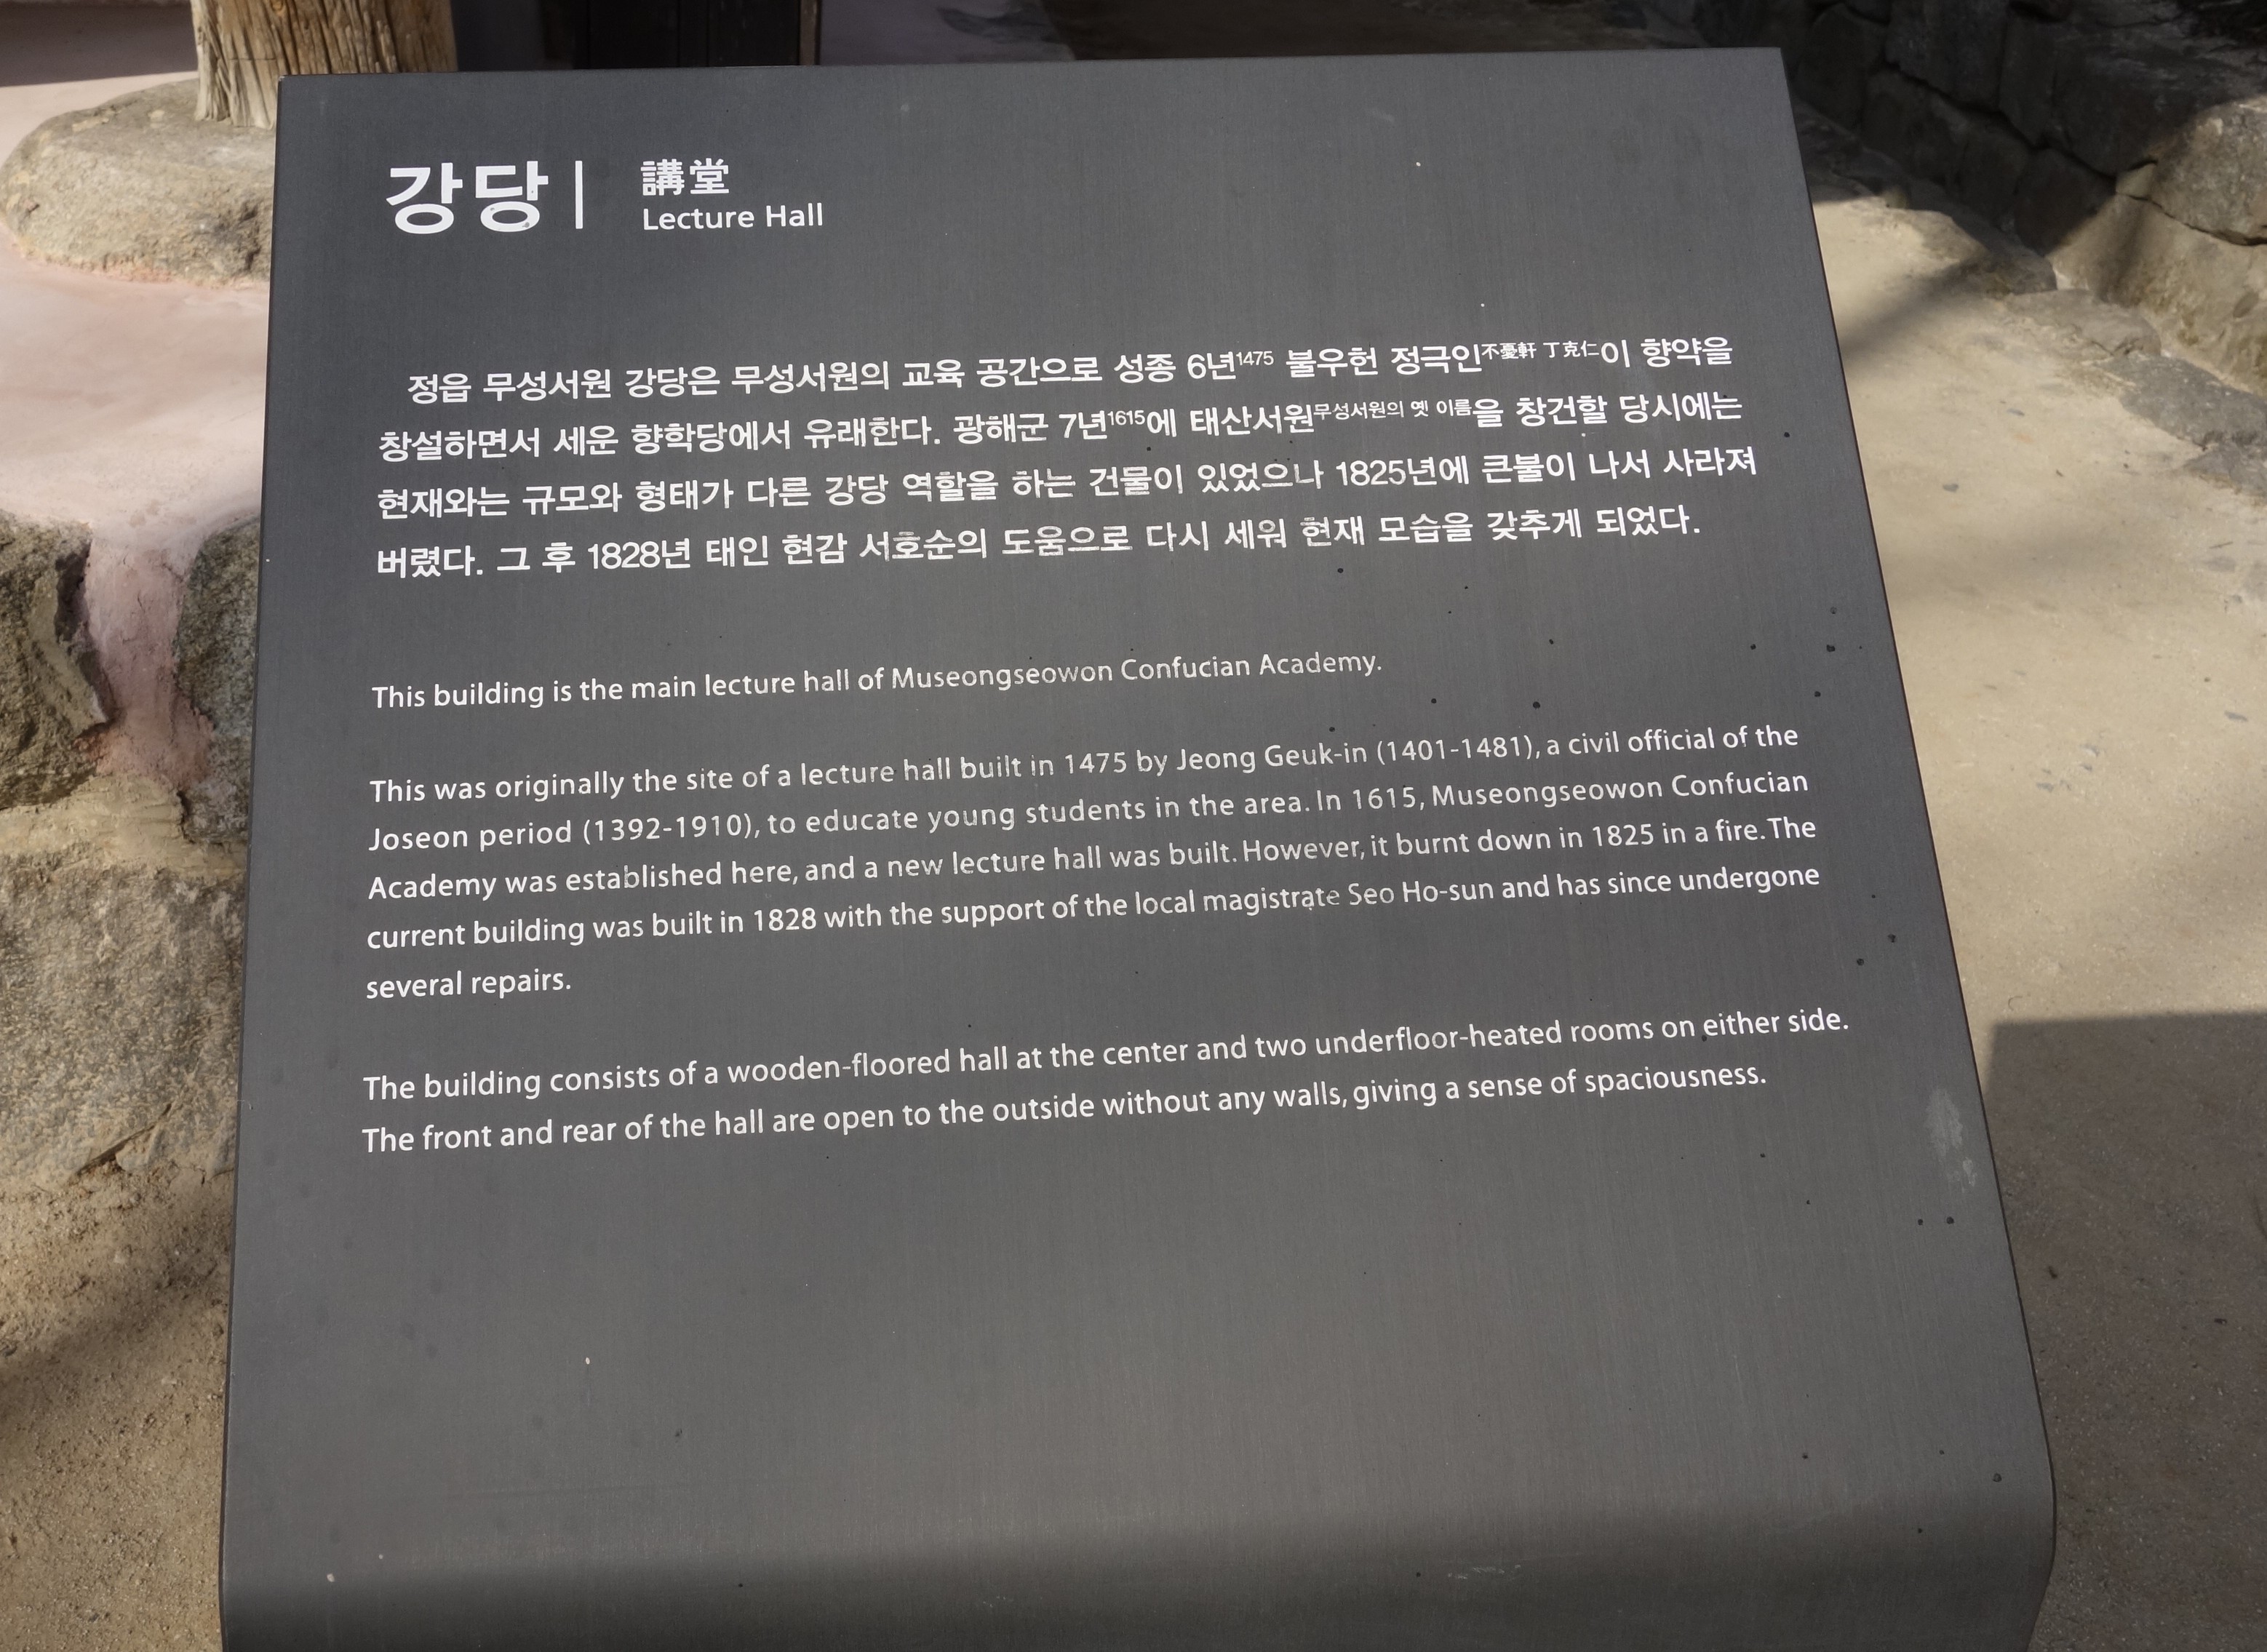 강당 | 講堂
Lecture Hall
정읍 무성서원 강당은 무성서원의 교육 공간으로 성종 6년1475 불우헌 정극인不憂軒 丁克仁이 향약을
창설하면서 세운 향학당에서 유래한다. 광해군 7년1615에 태산서원무성서원의 옛 이름을 창건할 당시에는
현재와는 규모와 형태가 다른 강당 역할을 하는 건물이 있었으나 1825년에 큰불이 나서 사라져
버렸다. 그 후 1828년 태인 현감 서호순의 도움으로 다시 세워 현재 모습을 갖추게 되었다.
This building is the main lecture hall of Museongseowon Confucian Academy.
This was originally the site of a lecture hall built in 1475 by Jeong Geuk-in (1401-1481), a civil official of the
Joseon period (1392-1910), to educate young students in the area. In 1615, Museongseowon Confucian
Academy was established here, and a new lecture hall was built. However, it burnt down in 1825 in a fire. The
current building was built in 1828 with the support of the local magistrate Seo Ho-sun and has since undergone
several repairs.
The building consists of a wooden-floored hall at the center and two underfloor-heated rooms on either side.
The front and rear of the hall are open to the outside without any walls, giving a sense of spaciousness.